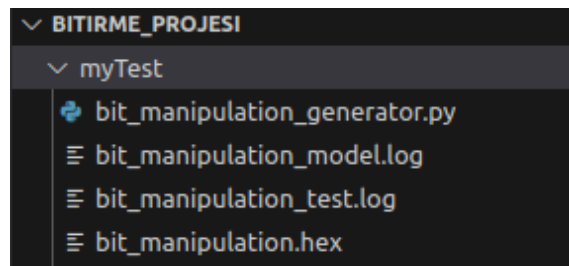 BITIRME_PROJESI
myTest
bit_manipulation_generator.py
bit_manipulation_model.log
bit_manipulation_test.log
bit_manipulation.hex